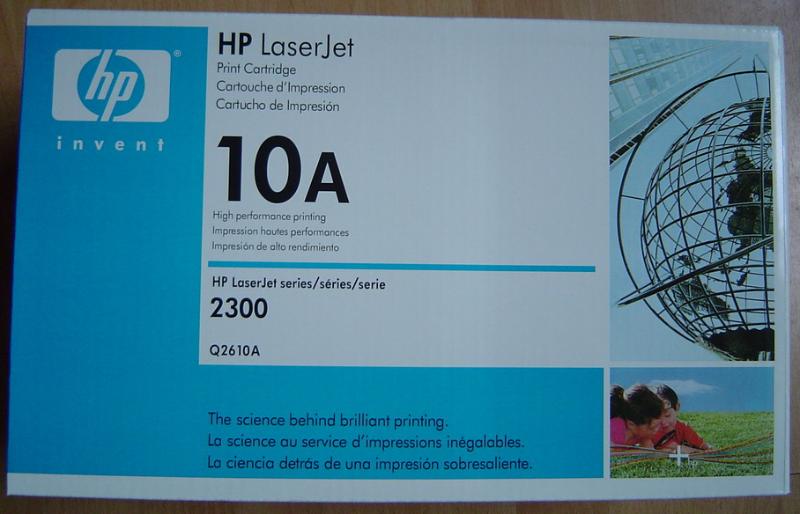 hp
®
invent
HP LaserJet
Print Cartridge
Cartouche d'Impression
Cartucho de Impresión
10A
High performance printing
Impression hautes performances
Impresión de alto rendimiento
HP LaserJet series/séries/serie
2300
Q2610A
The science behind brilliant printing.
La science au service d'impressions inégalables.
La ciencia detrás de una impresión sobresaliente.
+hp